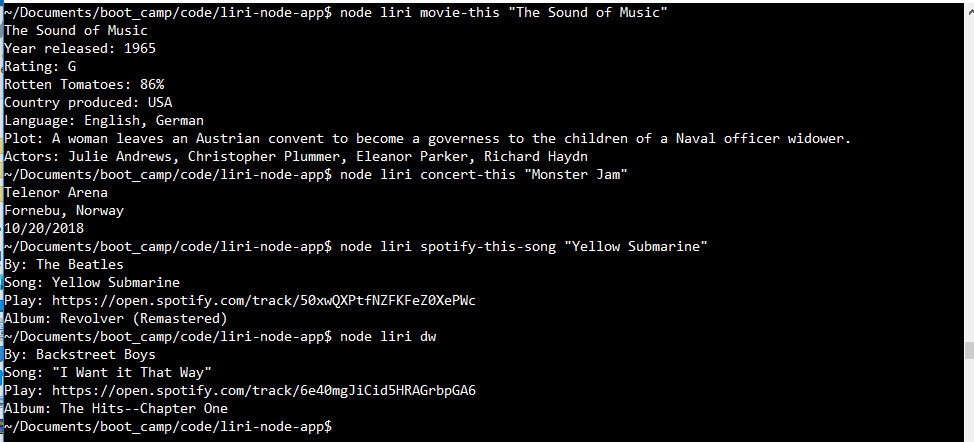 ~/Documents/boot_camp/code/liri-node-app$ node liri movie-this "The Sound of Music"
The Sound of Music
Year released: 1965
Rating: G
Rotten Tomatoes: 86%
Country produced: USA
Language: English, German
Plot: A woman leaves an Austrian convent to become a governess to the children of a Naval officer widower.
Actors: Julie Andrews, Christopher Plummer, Eleanor Parker, Richard Haydn
~/Documents/boot_camp/code/liri-node-app$ node liri concert-this "Monster Jam"
Telenor Arena
Fornebu, Norway
10/20/2018
~/Documents/boot_camp/code/liri-node-app$ node liri spotify-this-song "Yellow Submarine"
By: The Beatles
Song: Yellow Submarine
Play: https://open.spotify.com/track/50xwQXPtfNZFKFeZ0XePWc
Album: Revolver (Remastered)
~/Documents/boot_camp/code/liri-node-app$ node liri dw
By: Backstreet Boys
Song: "I Want it That Way"
Play: https://open.spotify.com/track/6e40mgJiCid5HRAGrbpGA6
Album: The Hits--Chapter One
~/Documents/boot_camp/code/liri-node-app$